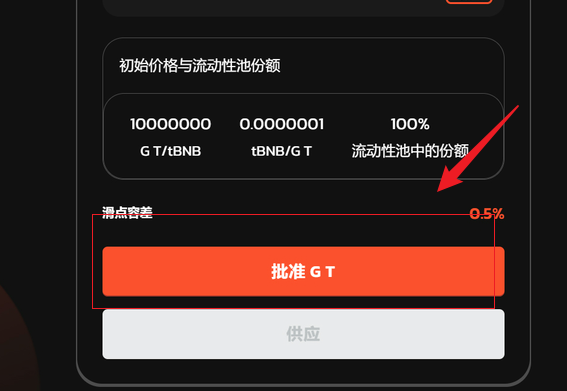 初始价格与流动性池份额
10000000 0.0000001 100%
G T/tBNB tBNB/G T 流动性池中的份额
滑点容差 0.5%
批准 G T
供应